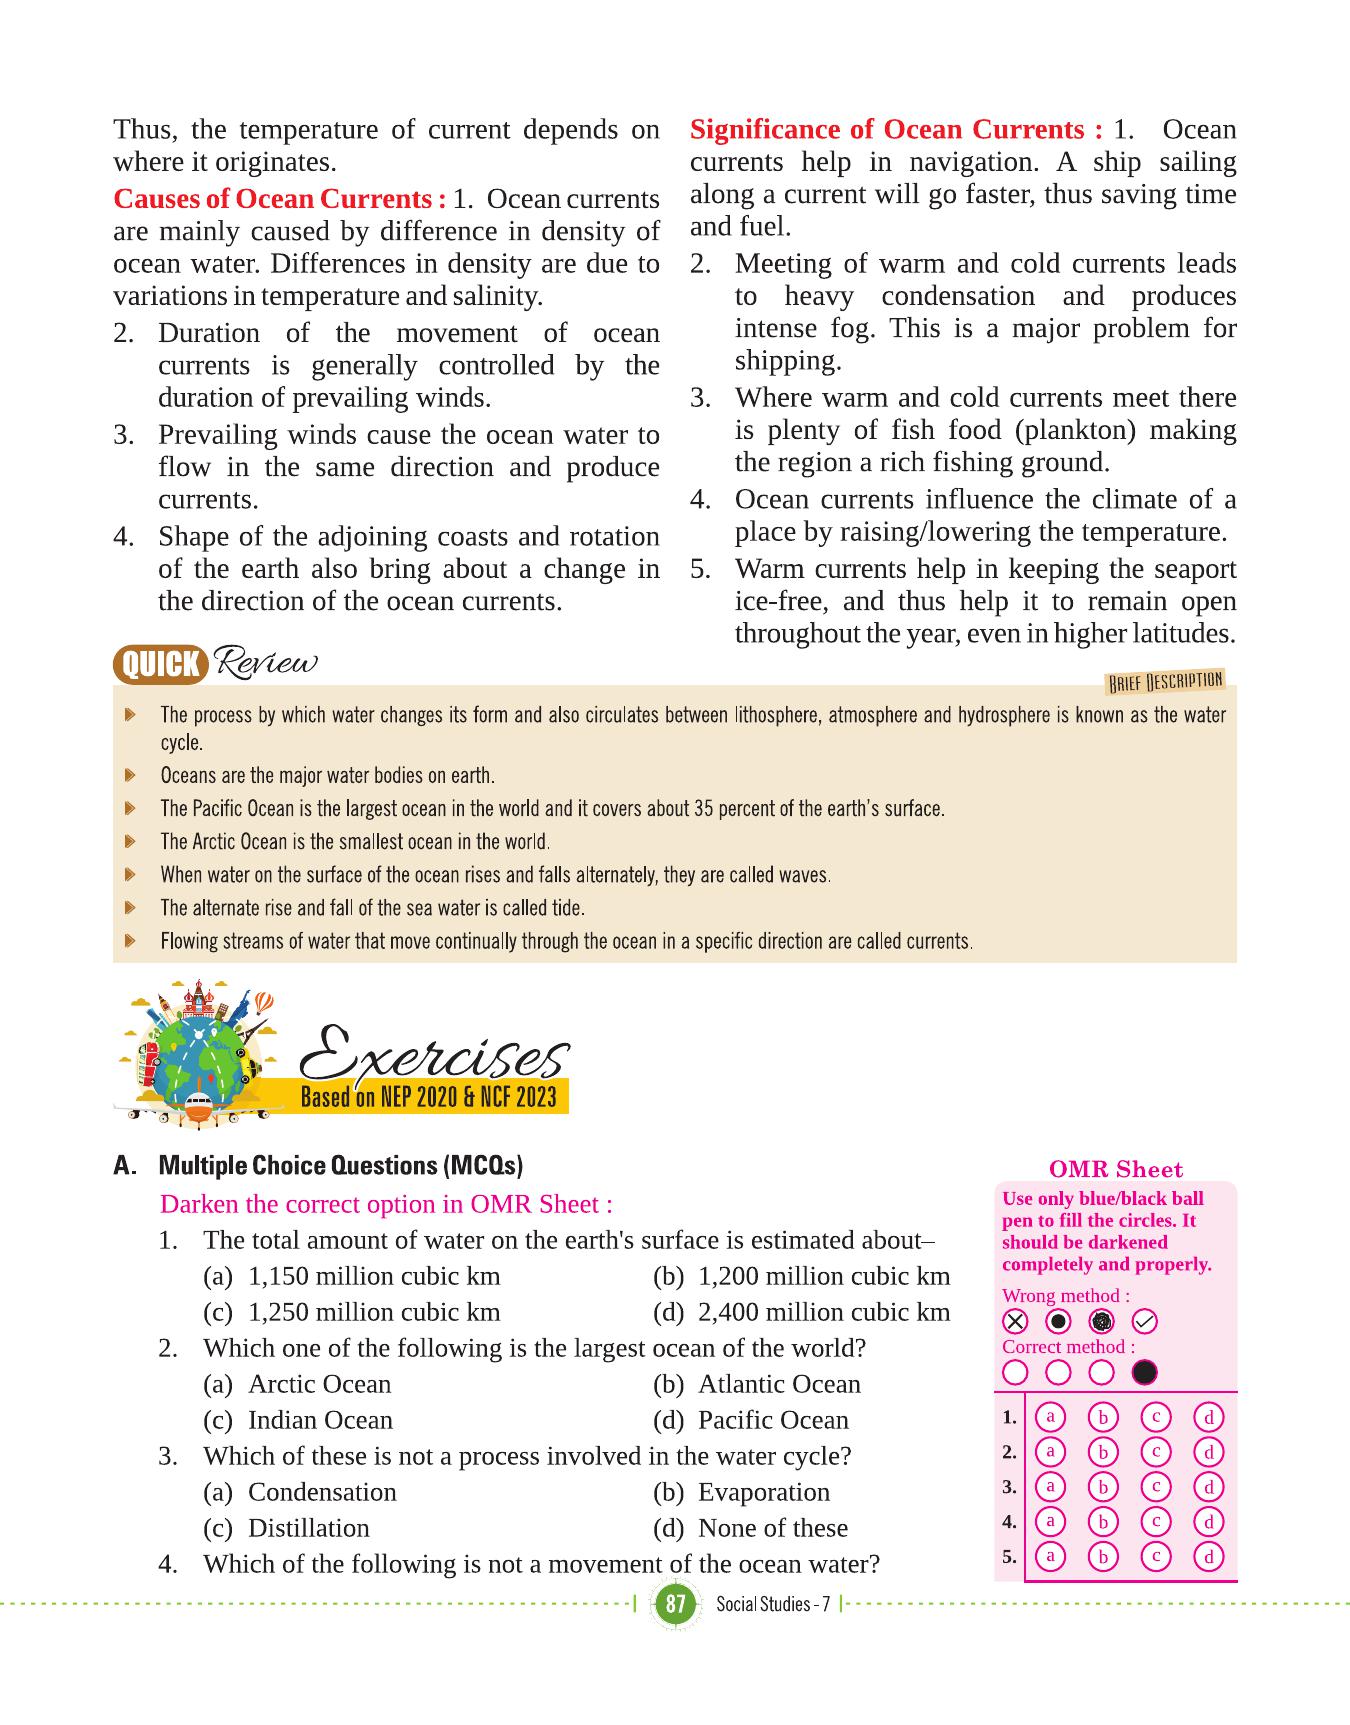 Thus, the temperature of current depends on
where it originates.
Causes of Ocean Currents : 1. Ocean currents
are mainly caused by difference in density of
ocean water. Differences in density are due to
variations in temperature and salinity.
2. Duration of the movement of ocean
currents is generally controlled by the
duration of prevailing winds.
3. Prevailing winds cause the ocean water to
flow in the same direction and produce
currents.
4. Shape of the adjoining coasts and rotation
of the earth also bring about a change in
the direction of the ocean currents.
Significance of Ocean Currents : 1. Ocean
currents help in navigation. A ship sailing
along a current will go faster, thus saving time
and fuel.
2. Meeting of warm and cold currents leads
to heavy condensation and produces
intense fog. This is a major problem for
shipping.
3. Where warm and cold currents meet there
is plenty of fish food (plankton) making
the region a rich fishing ground.
4. Ocean currents influence the climate of a
place by raising/lowering the temperature.
5. Warm currents help in keeping the seaport
ice-free, and thus help it to remain open
throughout the year, even in higher latitudes.
QUICK Review
BRIEF DESCRIPTION
The process by which water changes its form and also circulates between lithosphere, atmosphere and hydrosphere is known as the water
cycle.
Oceans are the major water bodies on earth.
The Pacific Ocean is the largest ocean in the world and it covers about 35 percent of the earth's surface.
The Arctic Ocean is the smallest ocean in the world.
When water on the surface of the ocean rises and falls alternately, they are called waves.
The alternate rise and fall of the sea water is called tide.
Flowing streams of water that move continually through the ocean in a specific direction are called currents.
Exercises
Based on NEP 2020 & NCF 2023
A. Multiple Choice Questions (MCQs)
Darken the correct option in OMR Sheet :
1. The total amount of water on the earth's surface is estimated about–
(a) 1,150 million cubic km (b) 1,200 million cubic km
(c) 1,250 million cubic km (d) 2,400 million cubic km
2. Which one of the following is the largest ocean of the world?
(a) Arctic Ocean (b) Atlantic Ocean
(c) Indian Ocean (d) Pacific Ocean
3. Which of these is not a process involved in the water cycle?
(a) Condensation (b) Evaporation
(c) Distillation (d) None of these
4. Which of the following is not a movement of the ocean water?
OMR Sheet
Use only blue/black ball
pen to fill the circles. It
should be darkened
completely and properly.
Wrong method :
Correct method :
1. a b c d
2. a b c d
3. a b c d
4. a b c d
5. a b c d
87 Social Studies - 7